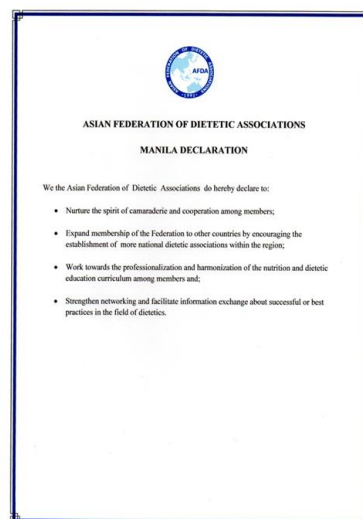 AFDA
ASIAN FEDERATION OF DIETETIC ASSOCIATIONS
MANILA DECLARATION
We the Asian Federation of Dietetic Associations do hereby declare to:
• Nurture the spirit of camaraderie and cooperation among members;
• Expand membership of the Federation to other countries by encouraging the
establishment of more national dietetic associations within the region;
• Work towards the professionalization and harmonization of the nutrition and dietetic
education curriculum among members and;
• Strengthen networking and facilitate information exchange about successful or best
practices in the field of dietetics.